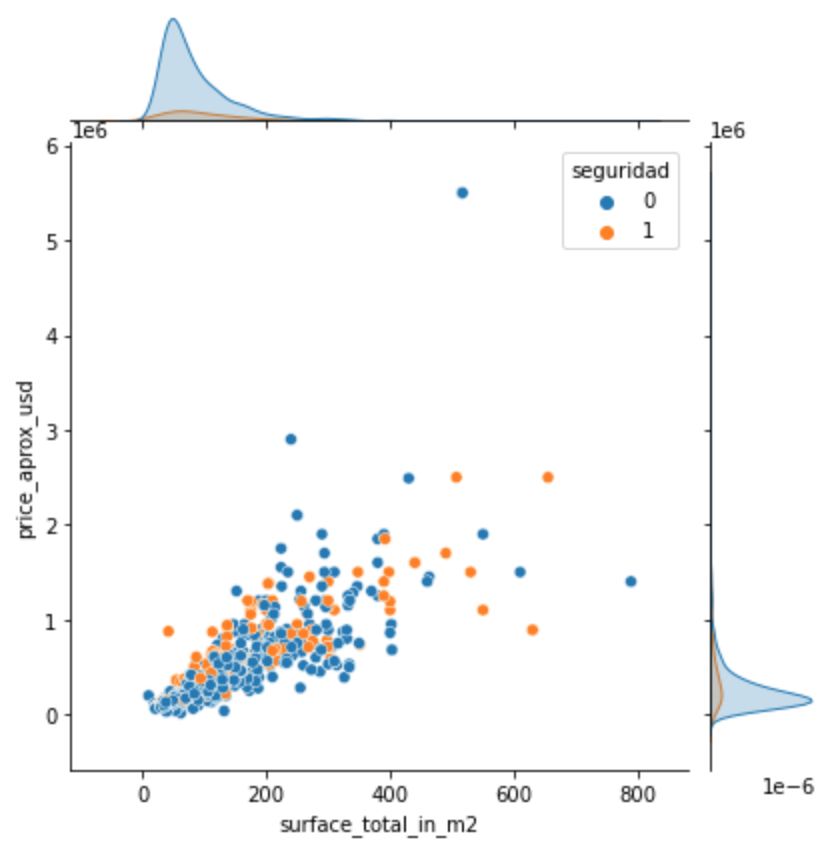 1e6
1e6
6
5
4
3
2
1
0
price_aprox_usd
seguridad
0
1
0 200 400 600 800
surface_total_in_m2
1e−6